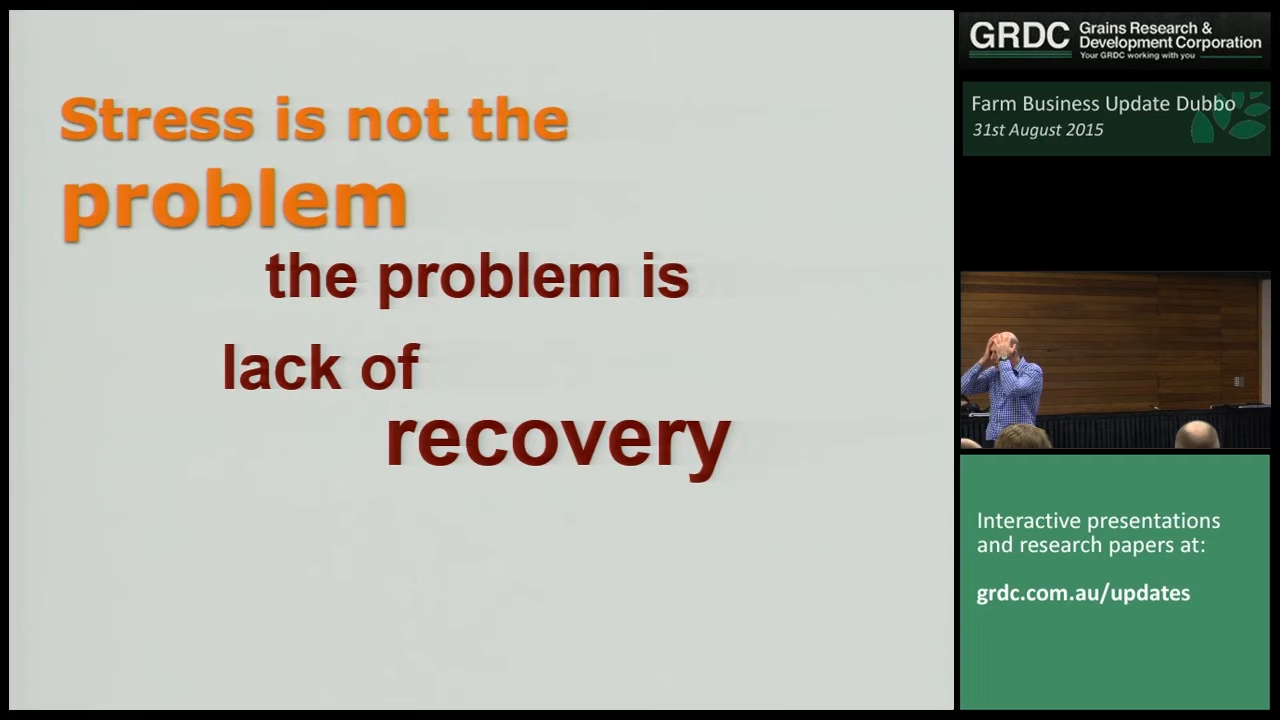 Stress is not the
problem
the problem is
lack of
recovery
GRDC
Grains Research &
Development Corporation
Your GRDC working with you
Farm Business Update Dubbo
31st August 2015
Interactive presentations
and research papers at:
grdc.com.au/updates